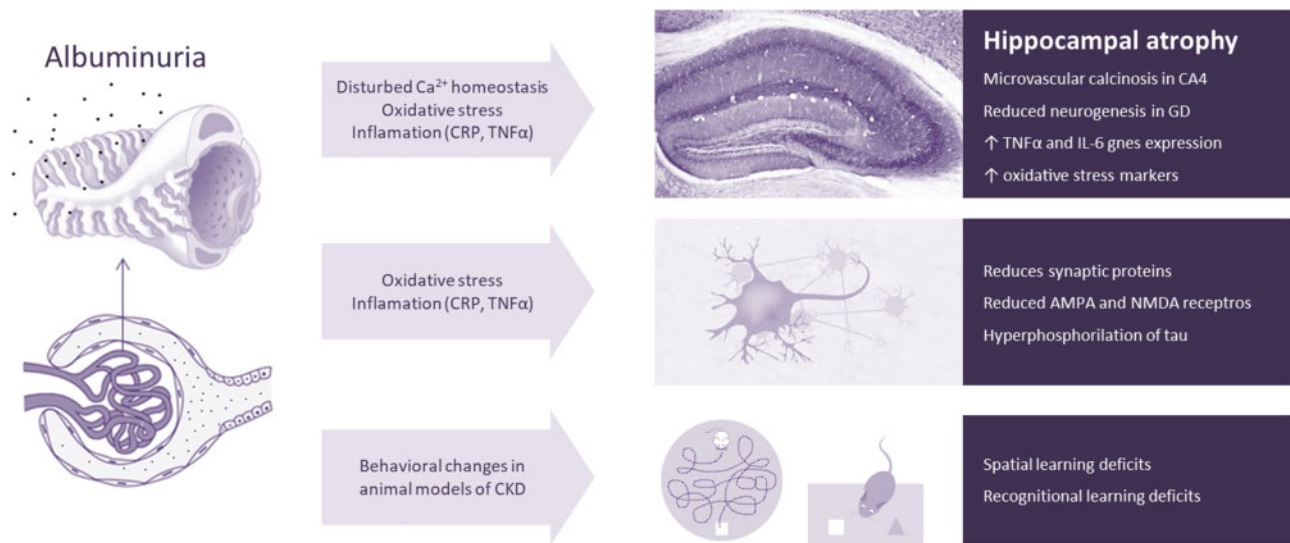 Albuminuria
Disturbed Ca²⁺ homeostasis
Oxidative stress
Inflamation (CRP, TNFα)
Hippocampal atrophy
Microvascular calcinosis in CA4
Reduced neurogenesis in GD
↑ TNFα and IL-6 gnes expression
↑ oxidative stress markers
Oxidative stress
Inflamation (CRP, TNFα)
Reduces synaptic proteins
Reduced AMPA and NMDA receptros
Hyperphosphorilation of tau
Behavioral changes in
animal models of CKD
Spatial learning deficits
Recognitional learning deficits